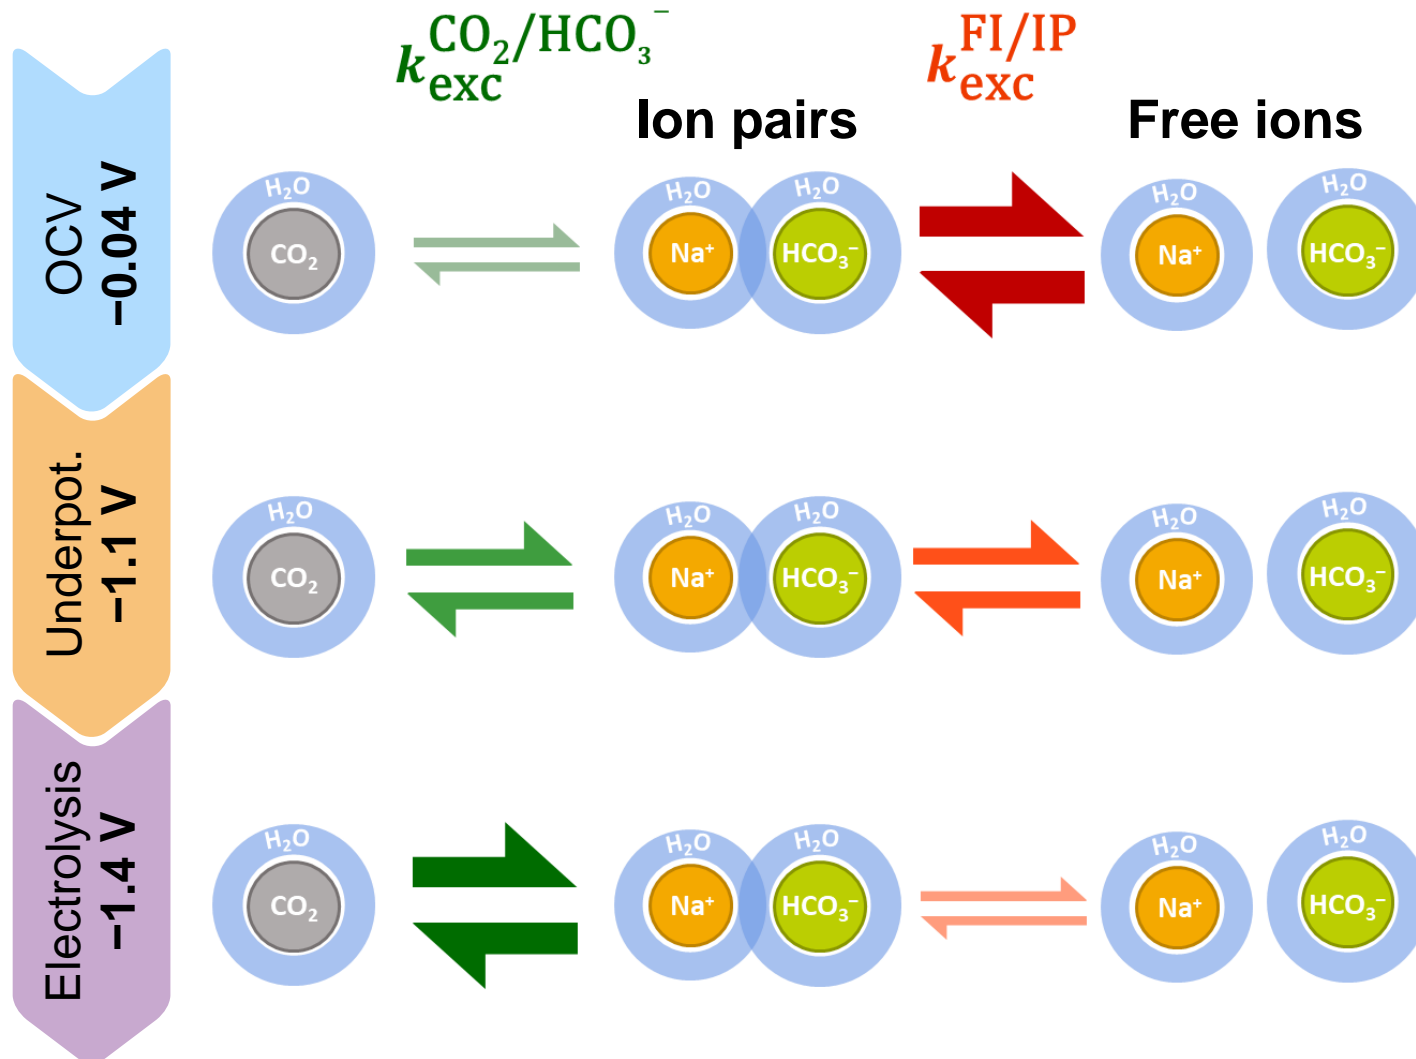 k_exc^CO₂/HCO₃⁻
k_exc^FI/IP
Ion pairs
Free ions
OCV
−0.04 V
H₂O
CO₂
H₂O
Na⁺
H₂O
HCO₃⁻
H₂O
Na⁺
H₂O
HCO₃⁻
Underpot.
−1.1 V
H₂O
CO₂
H₂O
Na⁺
H₂O
HCO₃⁻
H₂O
Na⁺
H₂O
HCO₃⁻
Electrolysis
−1.4 V
H₂O
CO₂
H₂O
Na⁺
H₂O
HCO₃⁻
H₂O
Na⁺
H₂O
HCO₃⁻